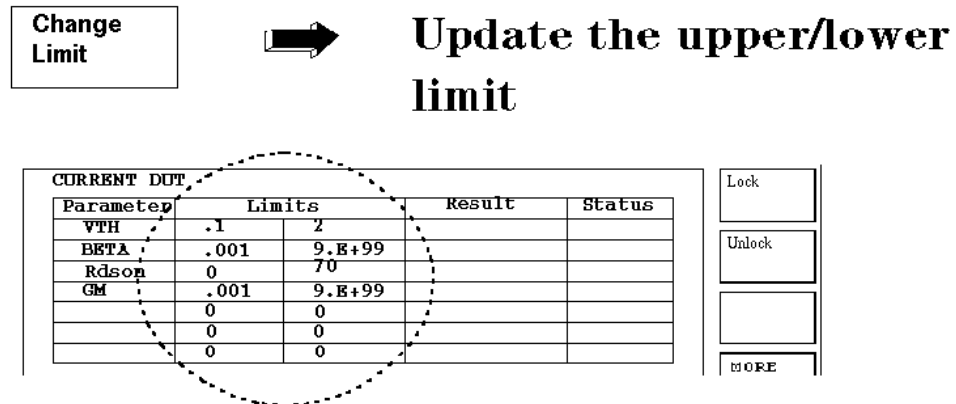 Change
Limit
Update the upper/lower
limit
CURRENT DUT
Parameter Limits Result Status
VTH .1 2
BETA .001 9.E+99
Rdson 0 70
GM .001 9.E+99
0 0
0 0
0 0
Lock
Unlock
MORE